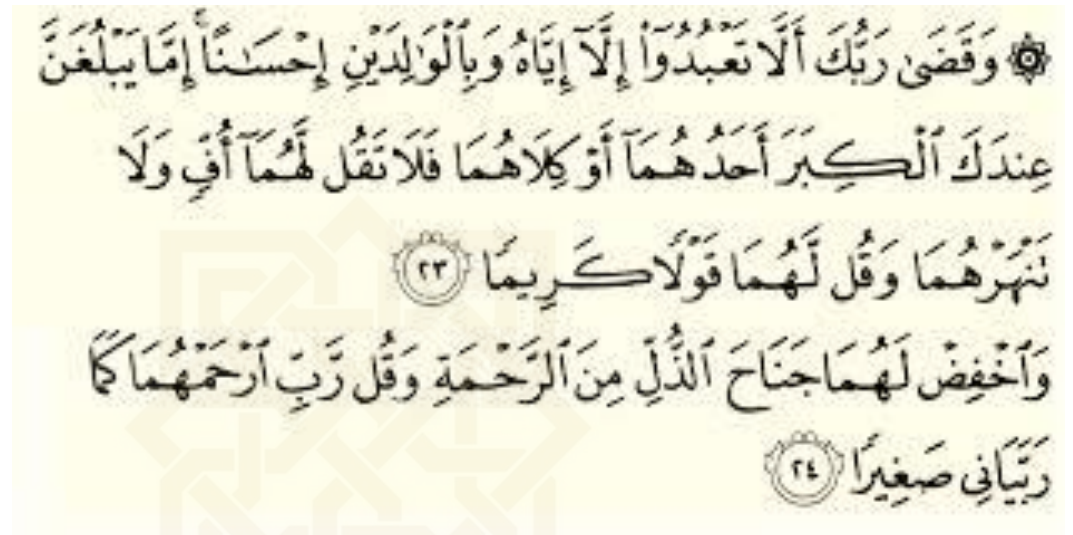 ۞ وَقَضَىٰ رَبُّكَ أَلَّا تَعْبُدُوٓا۟ إِلَّآ إِيَّاهُ وَبِٱلْوَٰلِدَيْنِ إِحْسَـٰنًا ۚ إِمَّا يَبْلُغَنَّ
عِندَكَ ٱلْكِبَرَ أَحَدُهُمَآ أَوْ كِلَاهُمَا فَلَا تَقُل لَّهُمَآ أُفٍّ وَلَا
تَنْهَرْهُمَا وَقُل لَّهُمَا قَوْلًا كَرِيمًا ٢٣
وَٱخْفِضْ لَهُمَا جَنَاحَ ٱلذُّلِّ مِنَ ٱلرَّحْمَةِ وَقُل رَّبِّ ٱرْحَمْهُمَا كَمَا
رَبَّيَانِى صَغِيرًا ٢٤